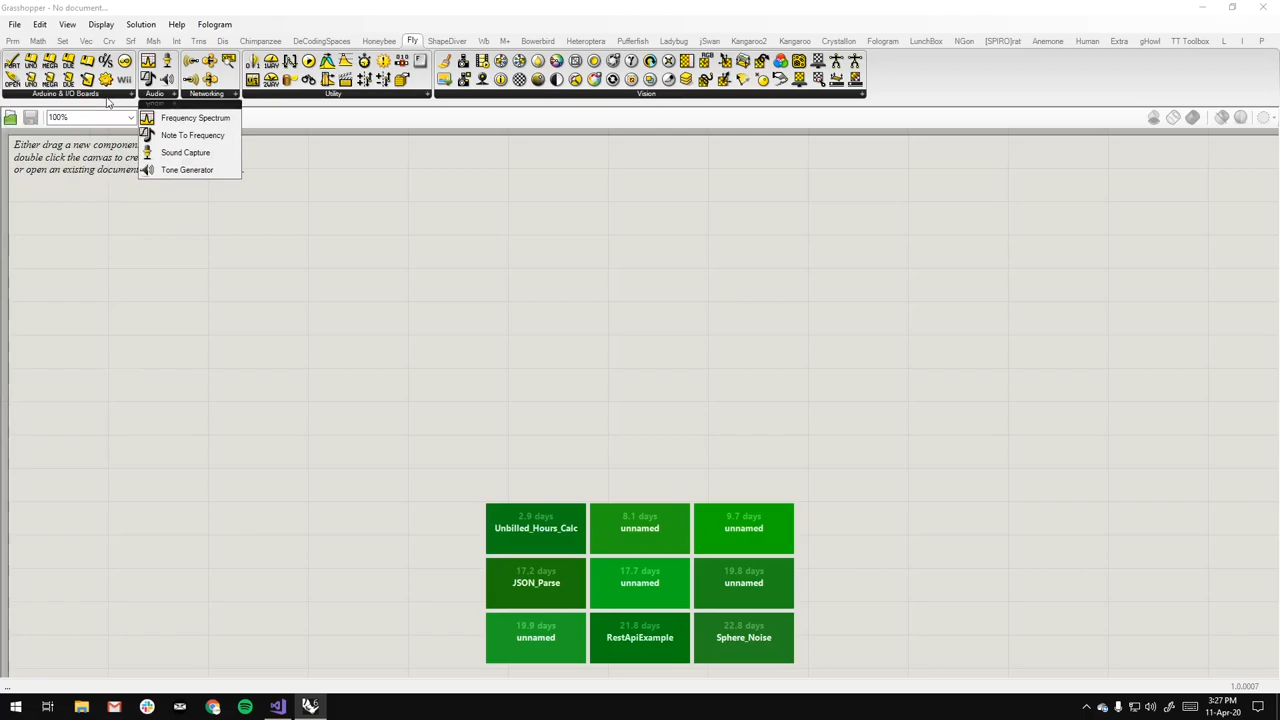 Grasshopper - No document...
File Edit View Display Solution Help Fologram
Prm Math Set Vec Crv Srf Msh Int Trns Dis Chimpanzee DeCodingSpaces Honeybee Fly ShapeDiver Wb M+ Bowerbird Heteroptera Pufferfish Ladybug jSwan Kangaroo2 Kangaroo Crystallon Fologram LunchBox NGon [SPIRO]rat Anemone Human Extra Howl TT Toolbox L I P
Arduino & I/O Boards Audio Networking Utility Vision
100%
Frequency Spectrum
Note To Frequency
Sound Capture
Tone Generator
Either drag a new componen
double click the canvas to cre
or open an existing document
2.9 days
Unbilled_Hours_Calc
8.1 days
unnamed
9.7 days
unnamed
17.2 days
JSON_Parse
17.7 days
unnamed
19.8 days
unnamed
19.9 days
unnamed
21.8 days
RestApiExample
22.8 days
Sphere_Noise
...
1.0.0007
3:27 PM
11-Apr-20